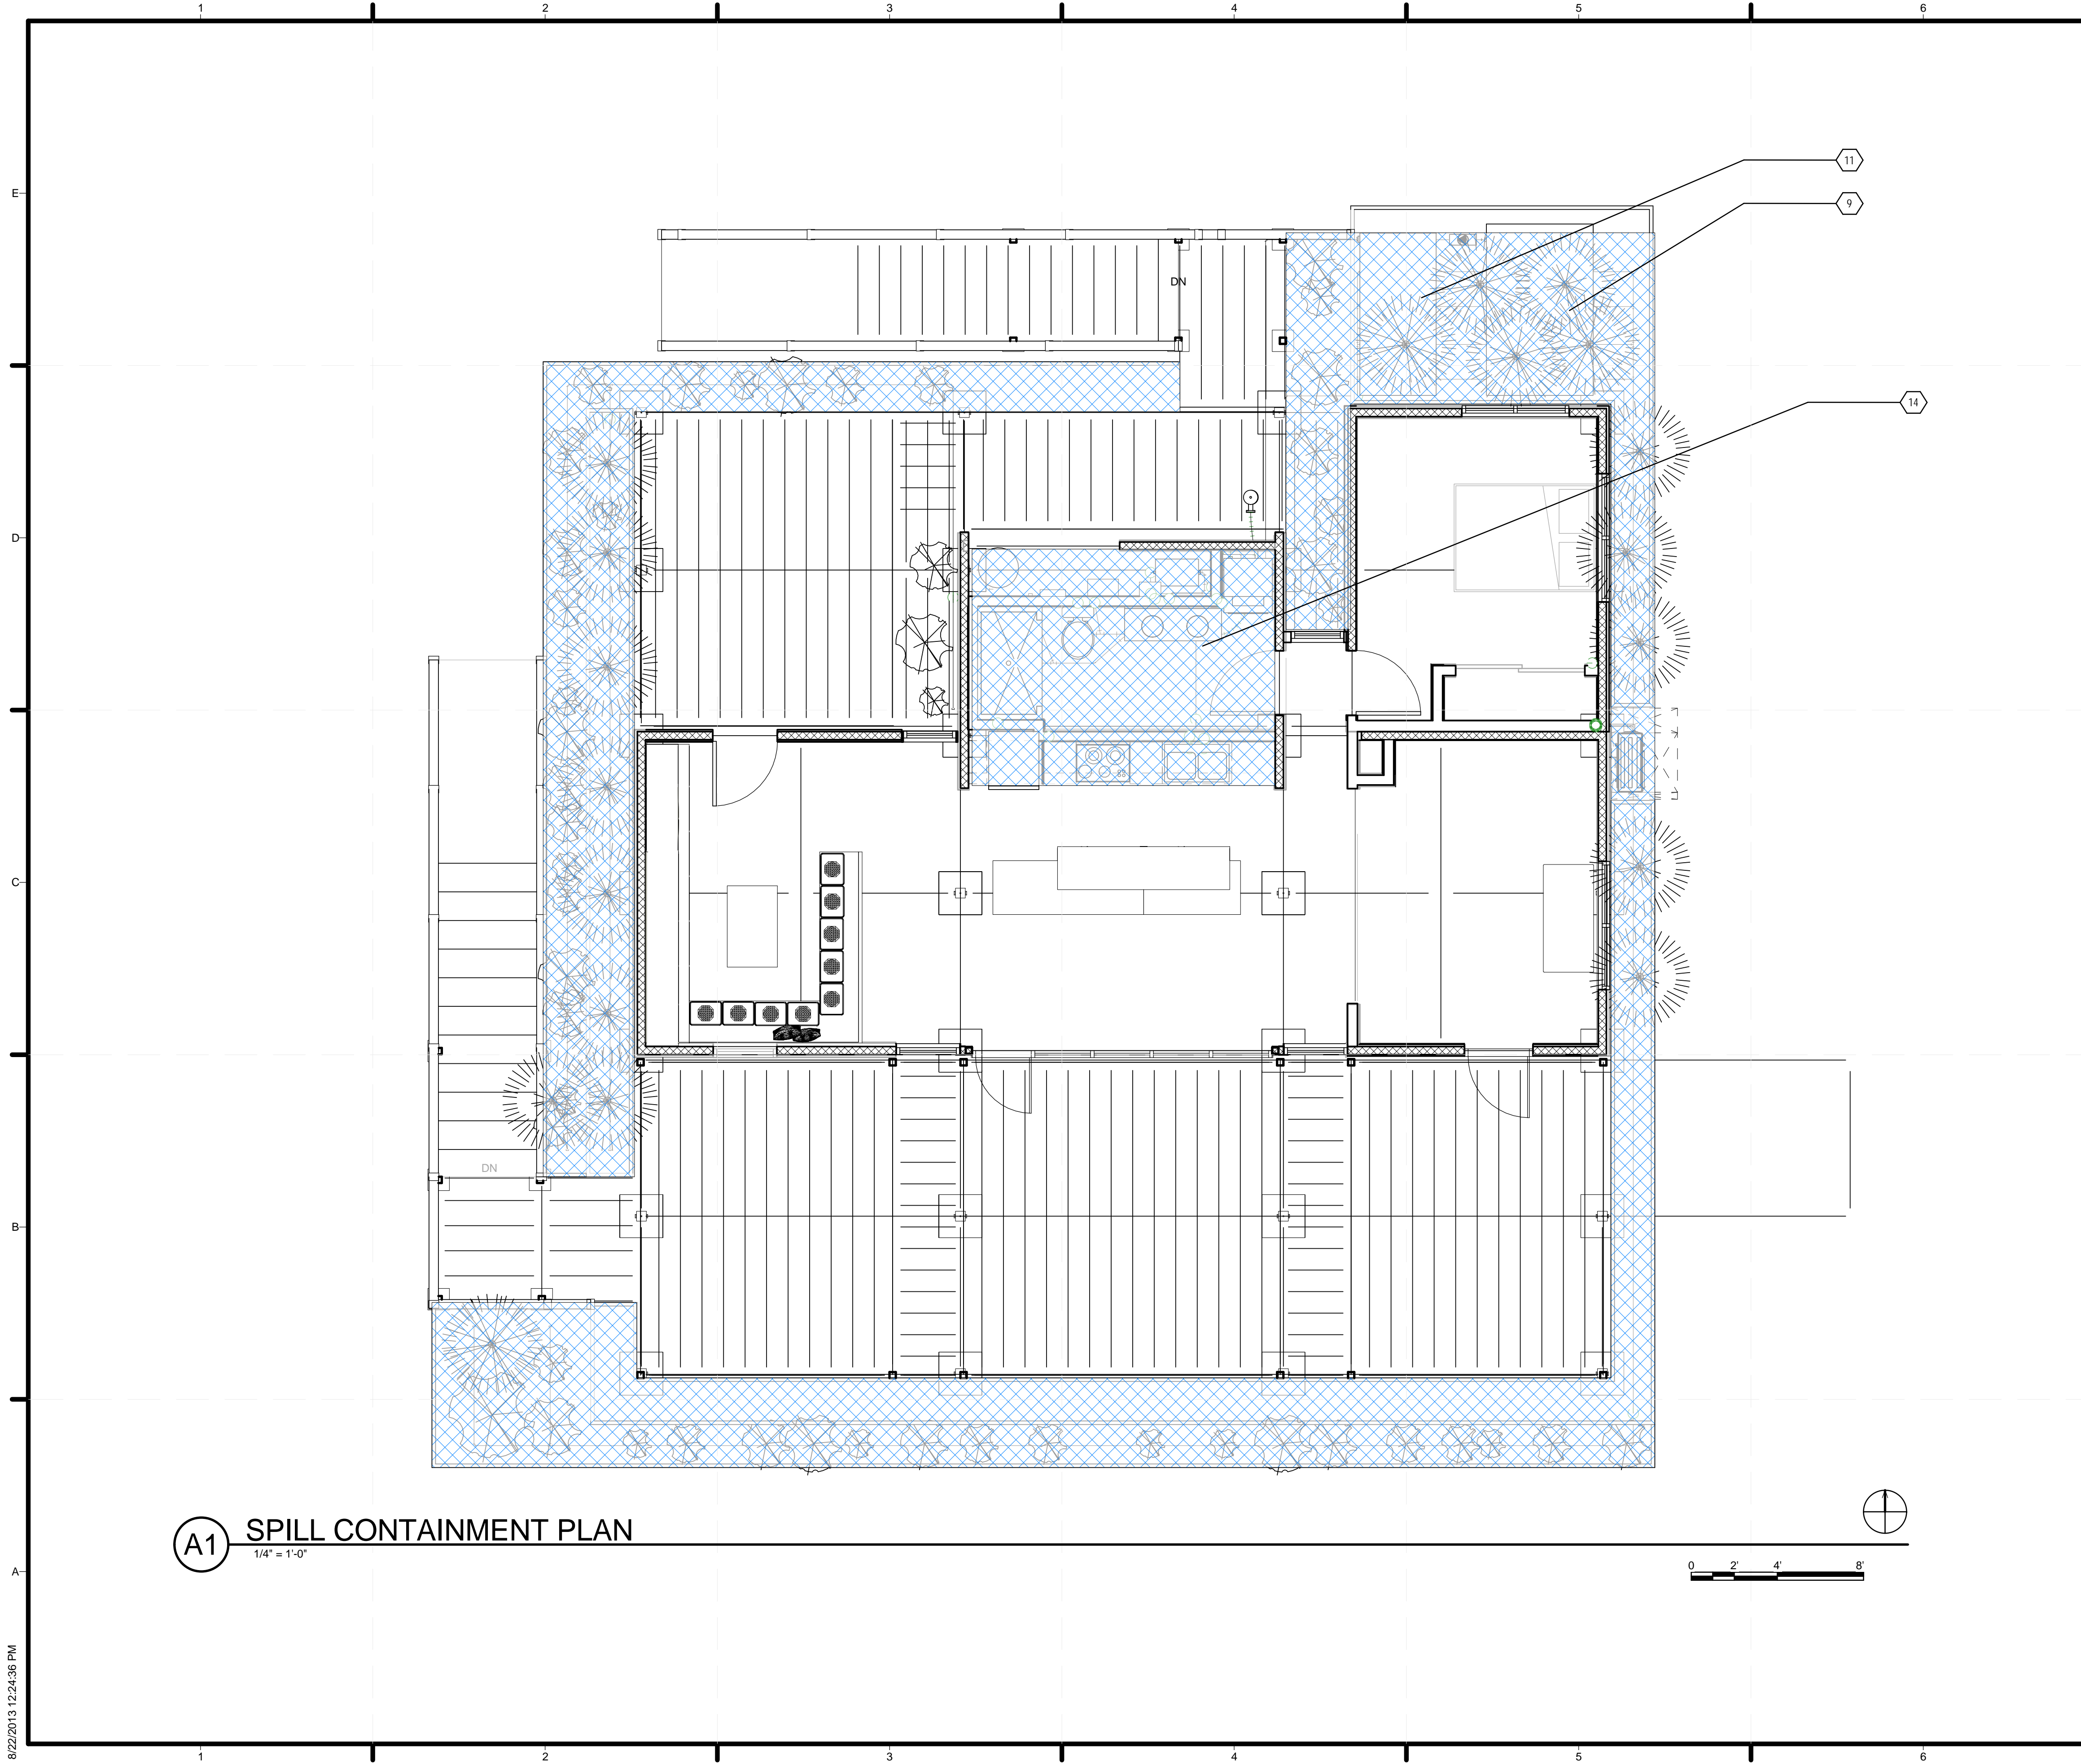 1 2 3 4 5 6
E
11
9
DN
14
D
C
DN
B
A1 SPILL CONTAINMENT PLAN
1/4" = 1'-0"
0 2' 4' 8'
A
8/22/2013 12:24:36 PM
1 2 3 4 5 6